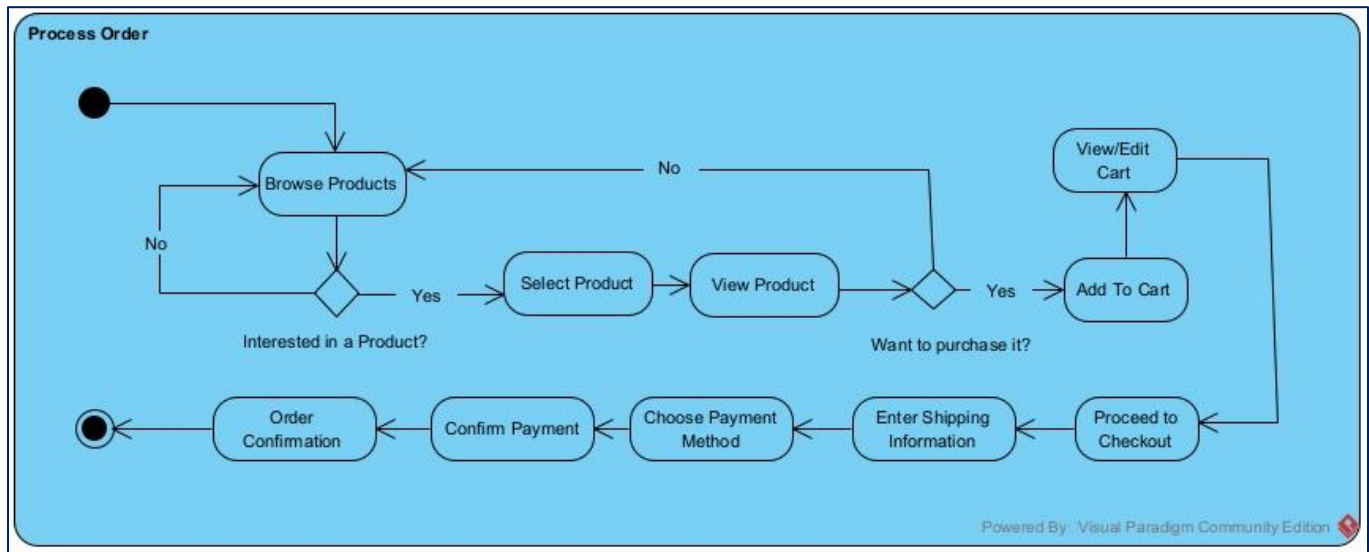 Process Order
Browse Products
No
No
View/Edit
Cart
Yes
Select Product
View Product
Yes
Add To Cart
Interested in a Product?
Want to purchase it?
Order
Confirmation
Confirm Payment
Choose Payment
Method
Enter Shipping
Information
Proceed to
Checkout
Powered By: Visual Paradigm Community Edition